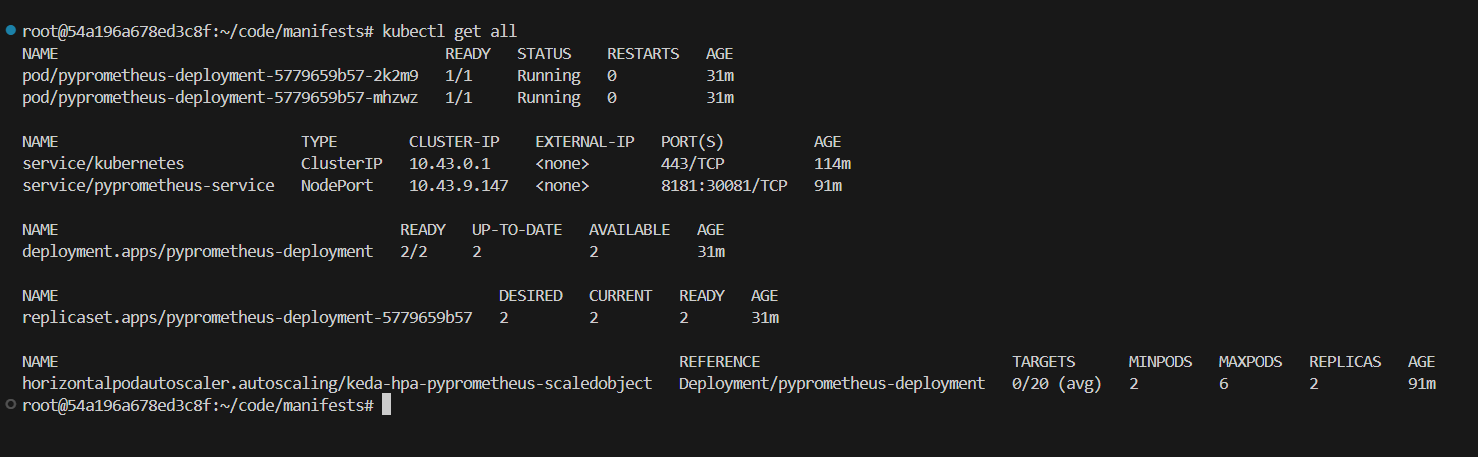 root@54a196a678ed3c8f:~/code/manifests# kubectl get all
NAME READY STATUS RESTARTS AGE
pod/pyprometheus-deployment-5779659b57-2k2m9 1/1 Running 0 31m
pod/pyprometheus-deployment-5779659b57-mhzwz 1/1 Running 0 31m
NAME TYPE CLUSTER-IP EXTERNAL-IP PORT(S) AGE
service/kubernetes ClusterIP 10.43.0.1 <none> 443/TCP 114m
service/pyprometheus-service NodePort 10.43.9.147 <none> 8181:30081/TCP 91m
NAME READY UP-TO-DATE AVAILABLE AGE
deployment.apps/pyprometheus-deployment 2/2 2 2 31m
NAME DESIRED CURRENT READY AGE
replicaset.apps/pyprometheus-deployment-5779659b57 2 2 2 31m
NAME REFERENCE TARGETS MINPODS MAXPODS REPLICAS AGE
horizontalpodautoscaler.autoscaling/keda-hpa-pyprometheus-scaledobject Deployment/pyprometheus-deployment 0/20 (avg) 2 6 2 91m
root@54a196a678ed3c8f:~/code/manifests#